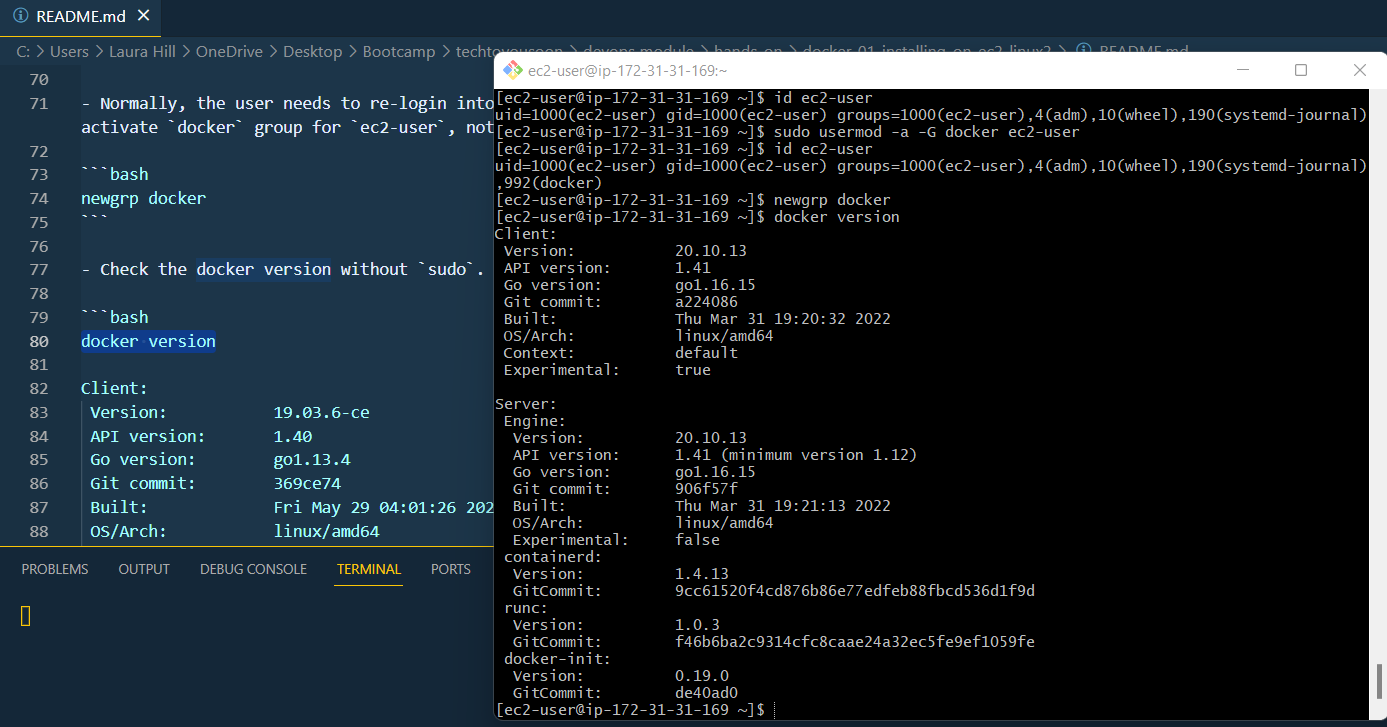 README.md
C: > Users > Laura Hill > OneDrive > Desktop > Bootcamp >
70
71 - Normally, the user needs to re-login into
activate `docker` group for `ec2-user`, not
72
73 ```bash
74 newgrp docker
75 ```
76
77 - Check the docker version without `sudo`.
78
79 ```bash
80 docker version
81
82 Client:
83 Version: 19.03.6-ce
84 API version: 1.40
85 Go version: go1.13.4
86 Git commit: 369ce74
87 Built: Fri May 29 04:01:26 202
88 OS/Arch: linux/amd64
PROBLEMS OUTPUT DEBUG CONSOLE TERMINAL PORTS
ec2-user@ip-172-31-31-169:~
[ec2-user@ip-172-31-31-169 ~]$ id ec2-user
uid=1000(ec2-user) gid=1000(ec2-user) groups=1000(ec2-user),4(adm),10(wheel),190(systemd-journal)
[ec2-user@ip-172-31-31-169 ~]$ sudo usermod -a -G docker ec2-user
[ec2-user@ip-172-31-31-169 ~]$ id ec2-user
uid=1000(ec2-user) gid=1000(ec2-user) groups=1000(ec2-user),4(adm),10(wheel),190(systemd-journal)
,992(docker)
[ec2-user@ip-172-31-31-169 ~]$ newgrp docker
[ec2-user@ip-172-31-31-169 ~]$ docker version
Client:
Version: 20.10.13
API version: 1.41
Go version: go1.16.15
Git commit: a224086
Built: Thu Mar 31 19:20:32 2022
OS/Arch: linux/amd64
Context: default
Experimental: true
Server:
Engine:
Version: 20.10.13
API version: 1.41 (minimum version 1.12)
Go version: go1.16.15
Git commit: 906f57f
Built: Thu Mar 31 19:21:13 2022
OS/Arch: linux/amd64
Experimental: false
containerd:
Version: 1.4.13
GitCommit: 9cc61520f4cd876b86e77edfeb88fbcd536d1f9d
runc:
Version: 1.0.3
GitCommit: f46b6ba2c9314cfc8caae24a32ec5fe9ef1059fe
docker-init:
Version: 0.19.0
GitCommit: de40ad0
[ec2-user@ip-172-31-31-169 ~]$